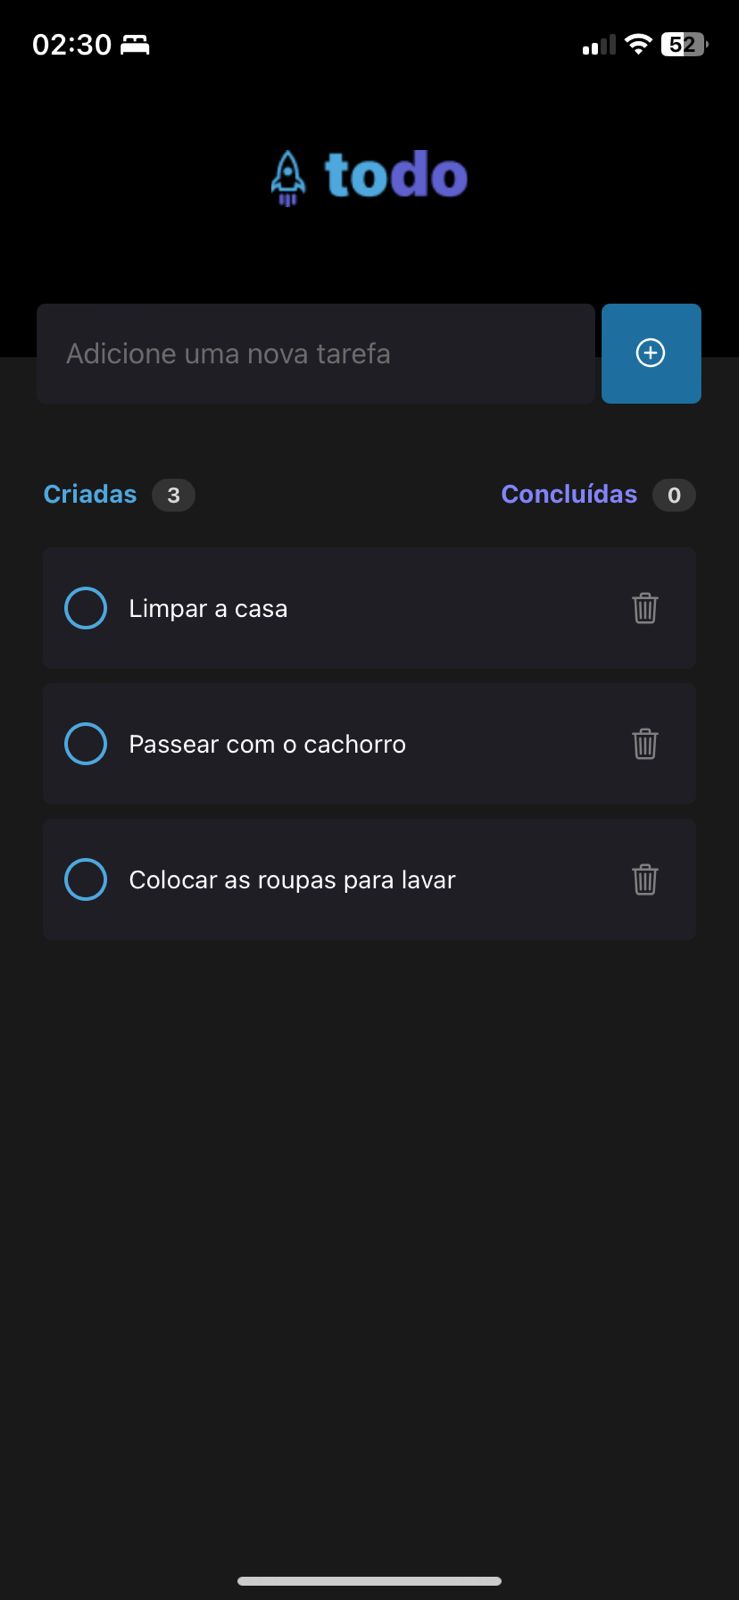 02:30
52
todo
Adicione uma nova tarefa
Criadas 3 Concluídas 0
Limpar a casa
Passear com o cachorro
Colocar as roupas para lavar